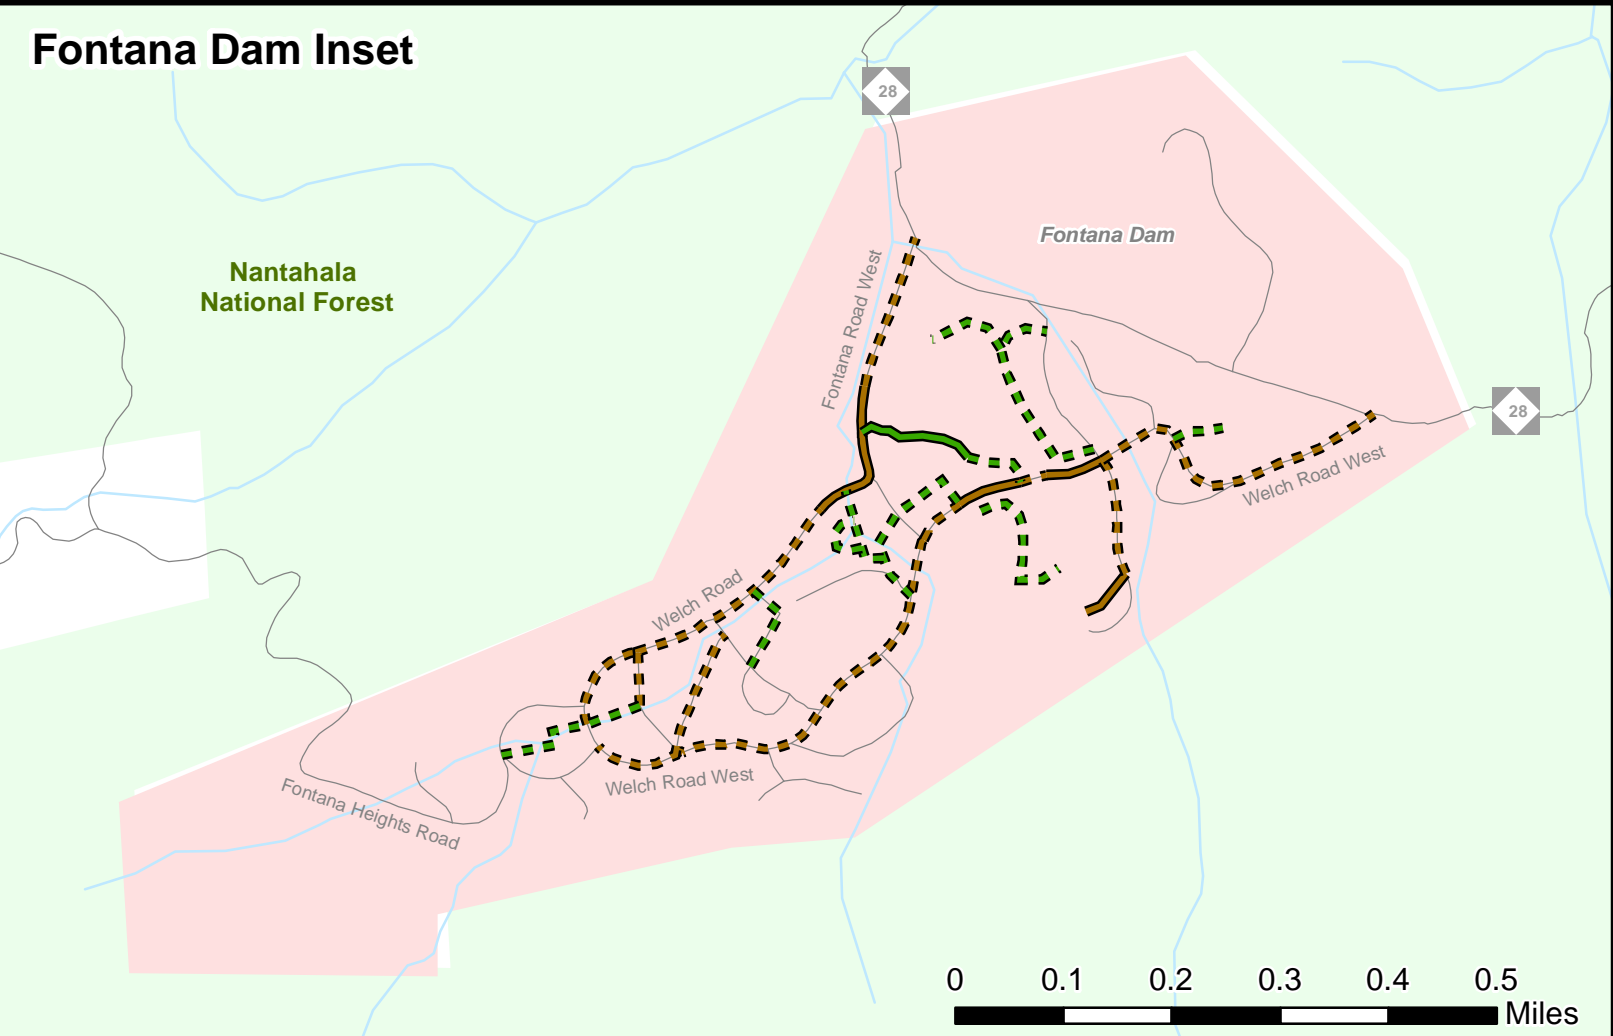 Fontana Dam Inset
28
Fontana Dam
Nantahala
National Forest
Fontana Road West
28
Welch Road West
Welch Road
Welch Road West
Fontana Heights Road
0 0.1 0.2 0.3 0.4 0.5
Miles